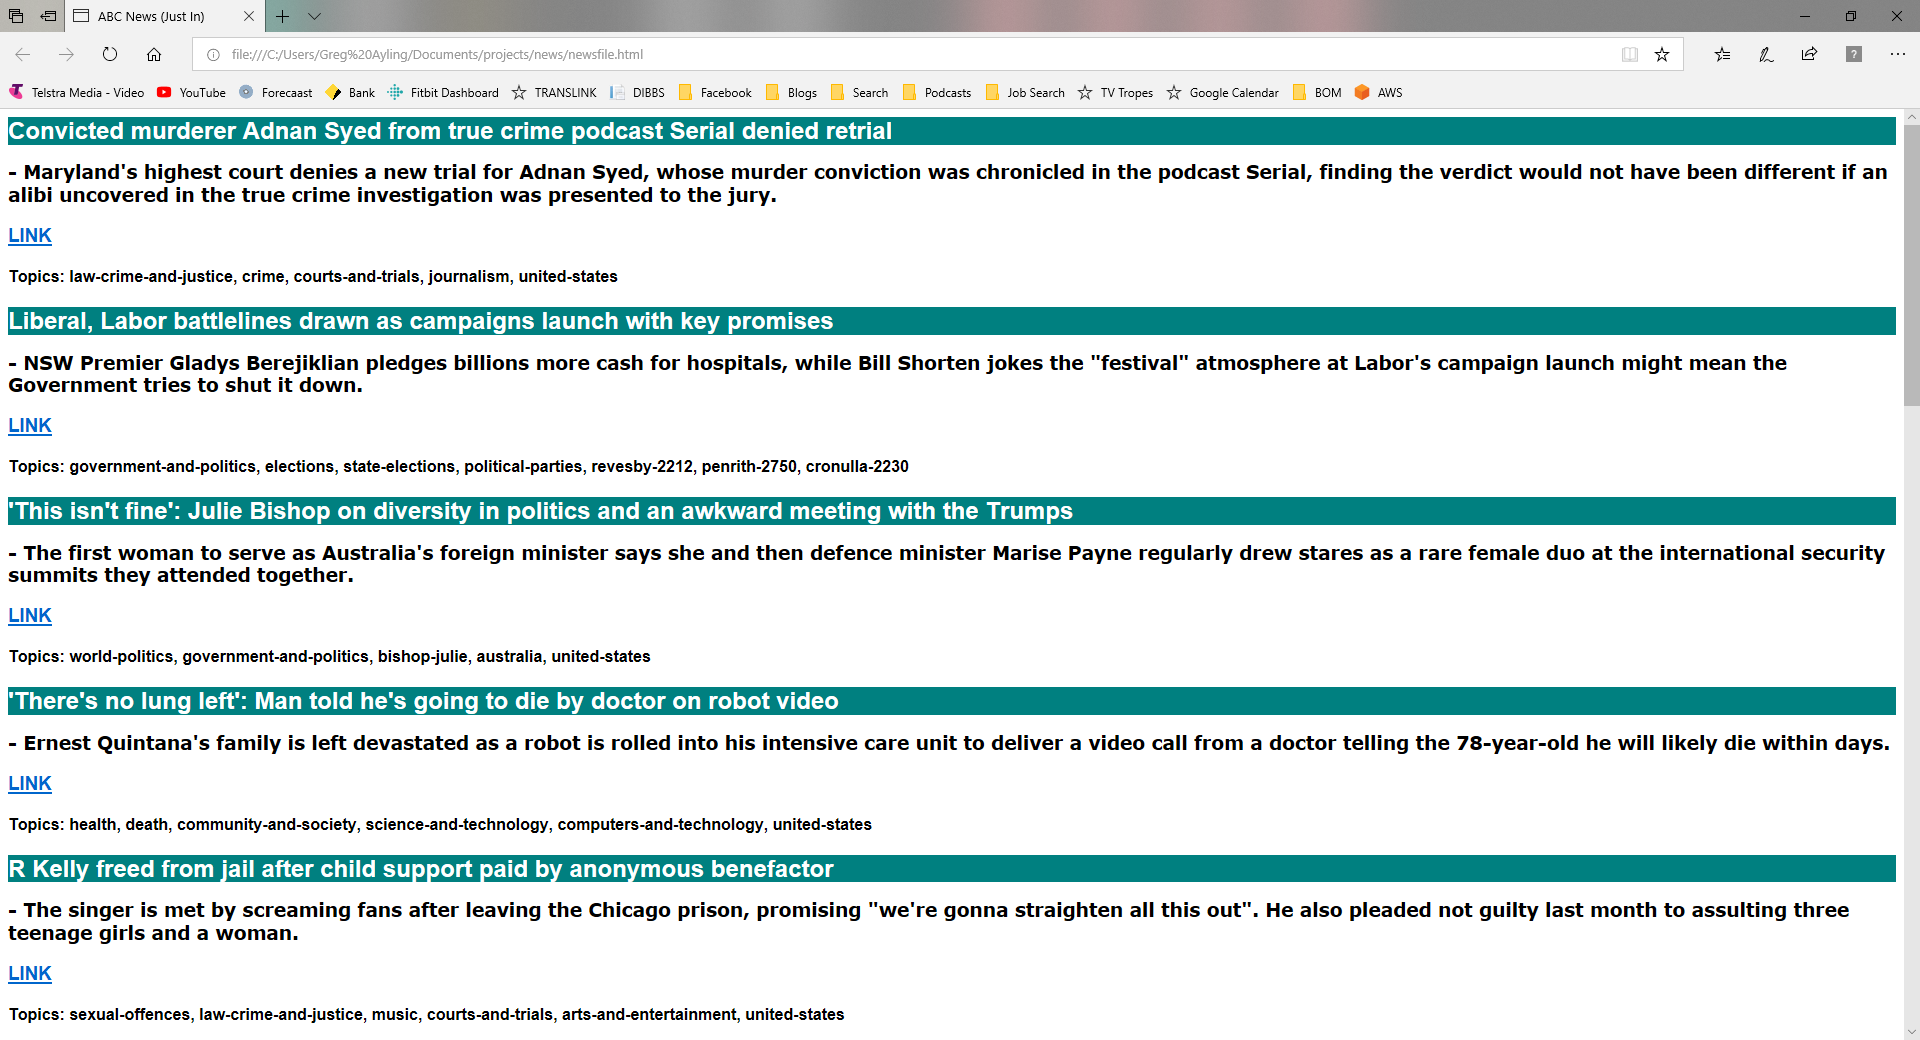 ABC News (Just In)
file:///C:/Users/Greg%20Ayling/Documents/projects/news/newsfile.html
Telstra Media - Video YouTube Forecaast Bank Fitbit Dashboard TRANSLINK DIBBS Facebook Blogs Search Podcasts Job Search TV Tropes Google Calendar BOM AWS
Convicted murderer Adnan Syed from true crime podcast Serial denied retrial
- Maryland's highest court denies a new trial for Adnan Syed, whose murder conviction was chronicled in the podcast Serial, finding the verdict would not have been different if an
alibi uncovered in the true crime investigation was presented to the jury.
LINK
Topics: law-crime-and-justice, crime, courts-and-trials, journalism, united-states
Liberal, Labor battlelines drawn as campaigns launch with key promises
- NSW Premier Gladys Berejiklian pledges billions more cash for hospitals, while Bill Shorten jokes the "festival" atmosphere at Labor's campaign launch might mean the
Government tries to shut it down.
LINK
Topics: government-and-politics, elections, state-elections, political-parties, revesby-2212, penrith-2750, cronulla-2230
'This isn't fine': Julie Bishop on diversity in politics and an awkward meeting with the Trumps
- The first woman to serve as Australia's foreign minister says she and then defence minister Marise Payne regularly drew stares as a rare female duo at the international security
summits they attended together.
LINK
Topics: world-politics, government-and-politics, bishop-julie, australia, united-states
'There's no lung left': Man told he's going to die by doctor on robot video
- Ernest Quintana's family is left devastated as a robot is rolled into his intensive care unit to deliver a video call from a doctor telling the 78-year-old he will likely die within days.
LINK
Topics: health, death, community-and-society, science-and-technology, computers-and-technology, united-states
R Kelly freed from jail after child support paid by anonymous benefactor
- The singer is met by screaming fans after leaving the Chicago prison, promising "we're gonna straighten all this out". He also pleaded not guilty last month to assulting three
teenage girls and a woman.
LINK
Topics: sexual-offences, law-crime-and-justice, music, courts-and-trials, arts-and-entertainment, united-states